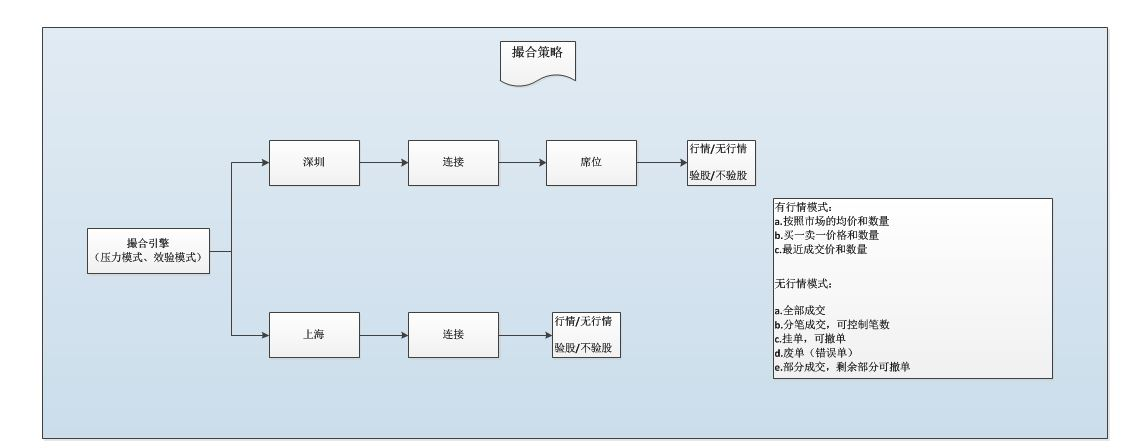 撮合策略
深圳
连接
席位
行情/无行情
验股/不验股
撮合引擎
（压力模式、效验模式）
上海
连接
行情/无行情
验股/不验股
有行情模式：
a.按照市场的均价和数量
b.买一卖一价格和数量
c.最近成交价和数量
无行情模式：
a.全部成交
b.分笔成交，可控制笔数
c.挂单，可撤单
d.废单（错误单）
e.部分成交，剩余部分可撤单